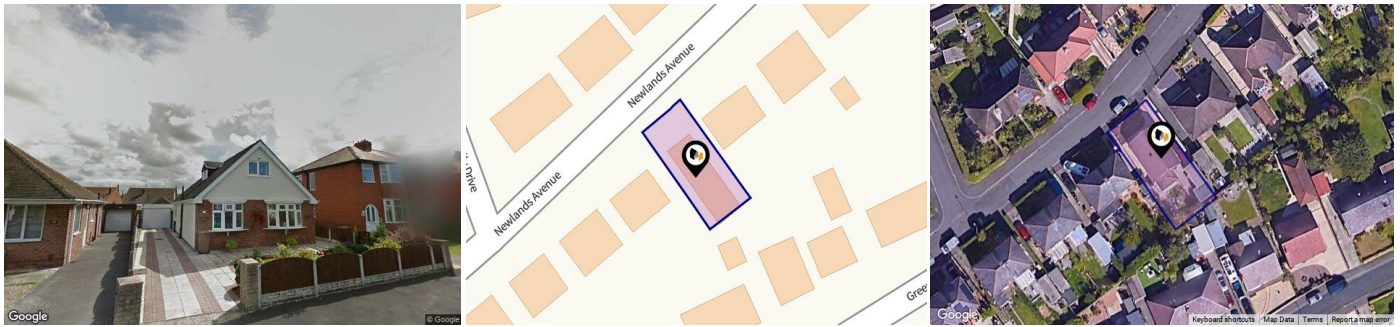 Google
© Google
Newlands Avenue
Newlands Avenue
Drive
Gree
Google
Keyboard shortcuts
Map Data
Terms
Report a map error